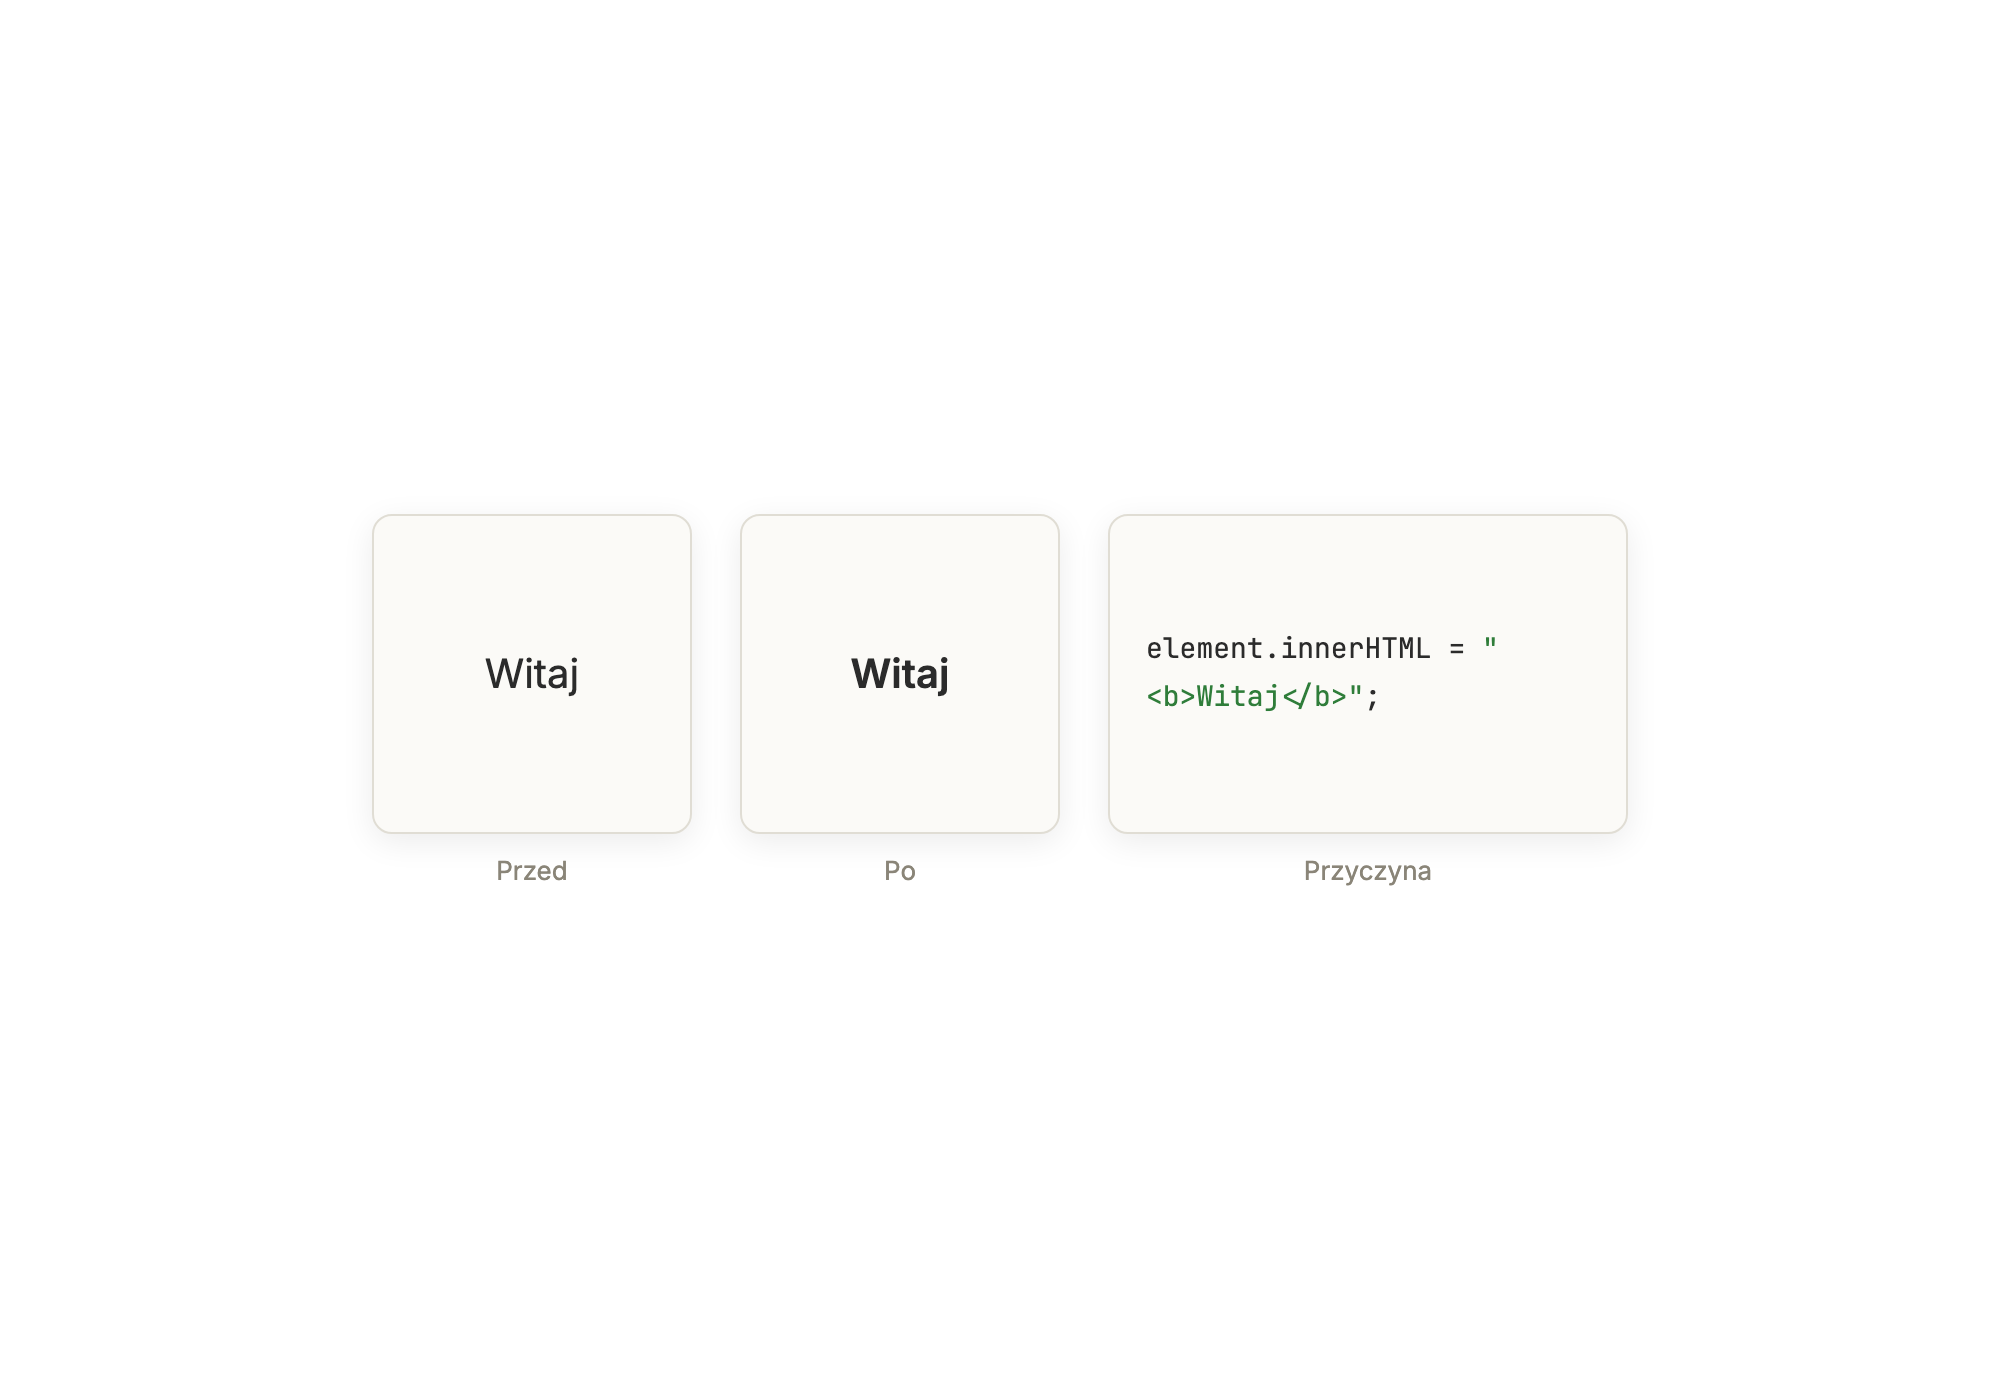 Witaj
Witaj
element.innerHTML = "
<b>Witaj</b>";
Przed
Po
Przyczyna